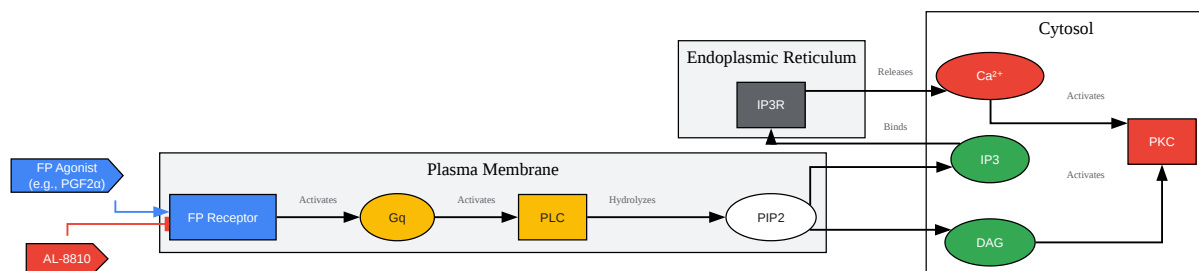 Cytosol
Endoplasmic Reticulum
Releases
Ca²⁺
Activates
IP3R
Binds
PKC
IP3
Plasma Membrane
FP Agonist
(e.g., PGF2α)
Activates
Activates
Activates
Hydrolyzes
FP Receptor
Gq
PLC
PIP2
DAG
AL-8810